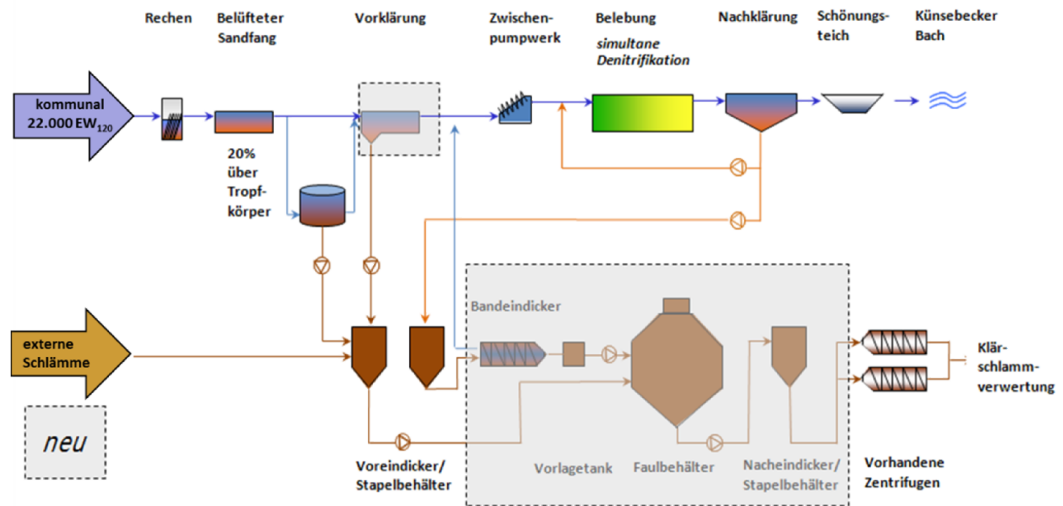 Rechen
Belüfteter
Sandfang
Vorklärung
Zwischen-
pumpwerk
Belebung
simultane
Denitrifikation
Nachklärung
Schönungs-
teich
Künsebecker
Bach
kommunal
22.000 EW120
20%
über
Tropf-
körper
Bandeindicker
externe
Schlämme
Klär-
schlamm-
verwertung
neu
Voreindicker/
Stapelbehälter
Vorlagetank
Faulbehälter
Nacheindicker/
Stapelbehälter
Vorhandene
Zentrifugen